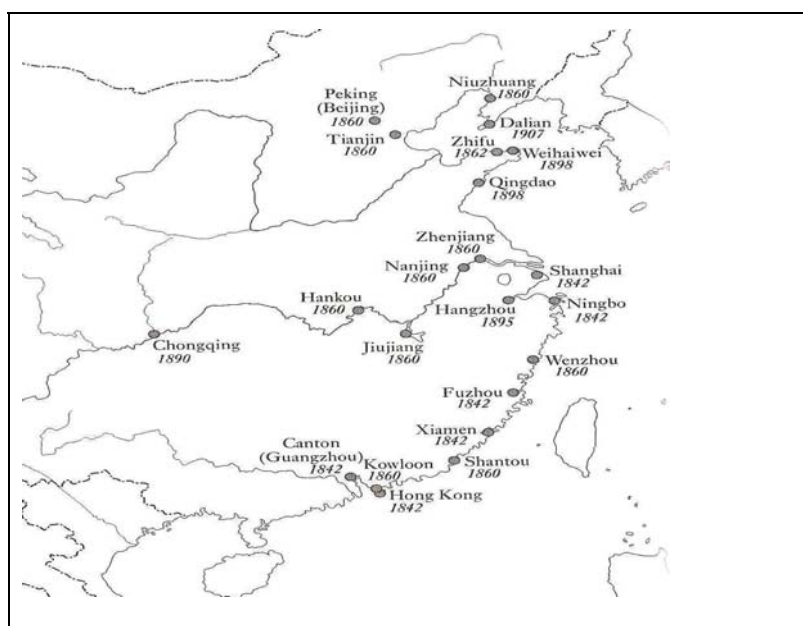 Niuzhuang
1860
Peking
(Beijing)
1860
Dalian
1907
Tianjin
1860
Zhifu
1862
Weihaiwei
1898
Qingdao
1898
Zhenjiang
1860
Nanjing
1860
Shanghai
1842
Hankou
1860
Hangzhou
1895
Ningbo
1842
Chongqing
1890
Jiujiang
1860
Wenzhou
1860
Fuzhou
1842
Xiamen
1842
Canton
(Guangzhou)
1842
Kowloon
1860
Shantou
1860
Hong Kong
1842